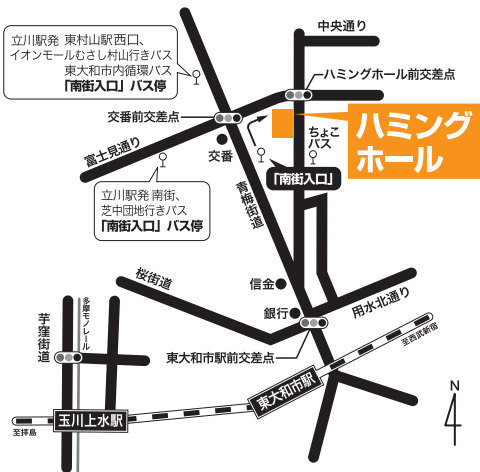 中央通り
立川駅発 東村山駅西口、
イオンモールむさし村山行きバス
東大和市内循環バス
「南街入口」バス停
ハミングホール前交差点
交番前交差点
ハミング
ホール
ちょこ
バス
富士見通り
交番
「南街入口」
立川駅発 南街、
芝中団地行きバス
「南街入口」バス停
青梅街道
桜街道
信金
銀行
用水北通り
多摩モノレール
芋窪街道
東大和市駅前交差点
至西武新宿
東大和市駅
玉川上水駅
至拝島
N